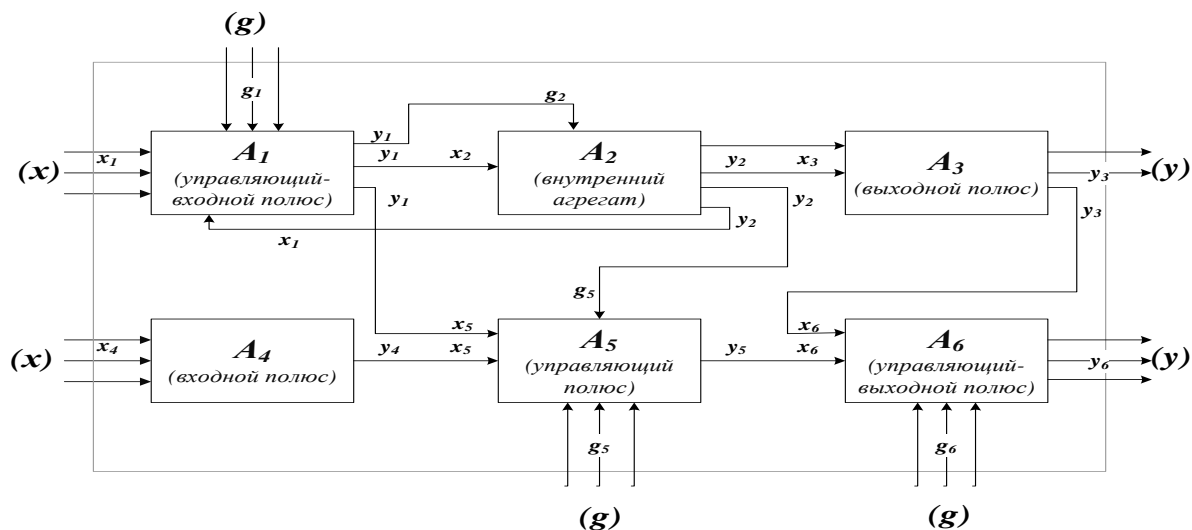 (g)
g₁
g₂
y₁
(x)
x₁
A₁
(управляющий-
входной полюс)
y₁
x₂
A₂
(внутренний
агрегат)
y₂
x₃
A₃
(выходной полюс)
y₃
(y)
y₁
y₂
y₂
y₃
x₁
g₅
(x)
x₄
A₄
(входной полюс)
y₄
x₅
x₅
A₅
(управляющий
полюс)
y₅
x₆
x₆
A₆
(управляющий-
выходной полюс)
y₆
(y)
g₅
g₆
(g)
(g)